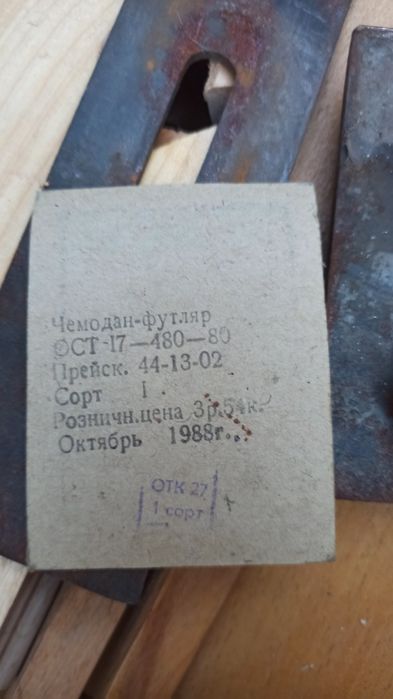 Чемодан-футляр
ОСТ 17—480—80
Прейск. 44-13-02
Сорт 1
Розничн.цена 3р.54к.
Октябрь 1988г.
ОТК 27
1 сорт